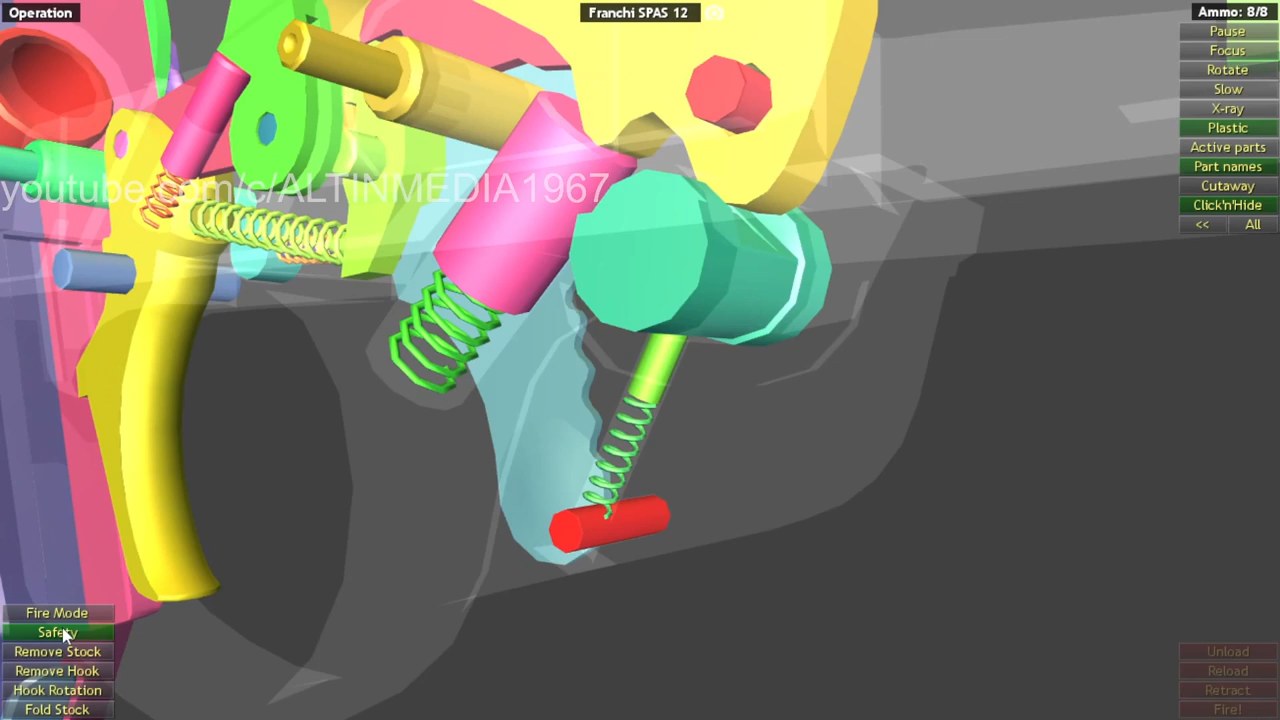 Operation
Franchi SPAS 12
Ammo: 8/8
Pause
Focus
Rotate
Slow
X-ray
Plastic
Active parts
Part names
Cutaway
Click'n'Hide
<< All
youtube.com/c/ALTINMEDIA1967
Fire Mode
Safety
Remove Stock
Remove Hook
Hook Rotation
Fold Stock
Unload
Reload
Retract
Fire!